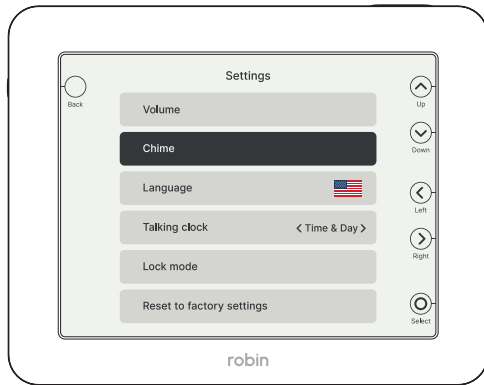 Settings
Back
Up
Volume
Chime
Down
Language
Left
Talking clock < Time & Day >
Right
Lock mode
Reset to factory settings
Select
robin